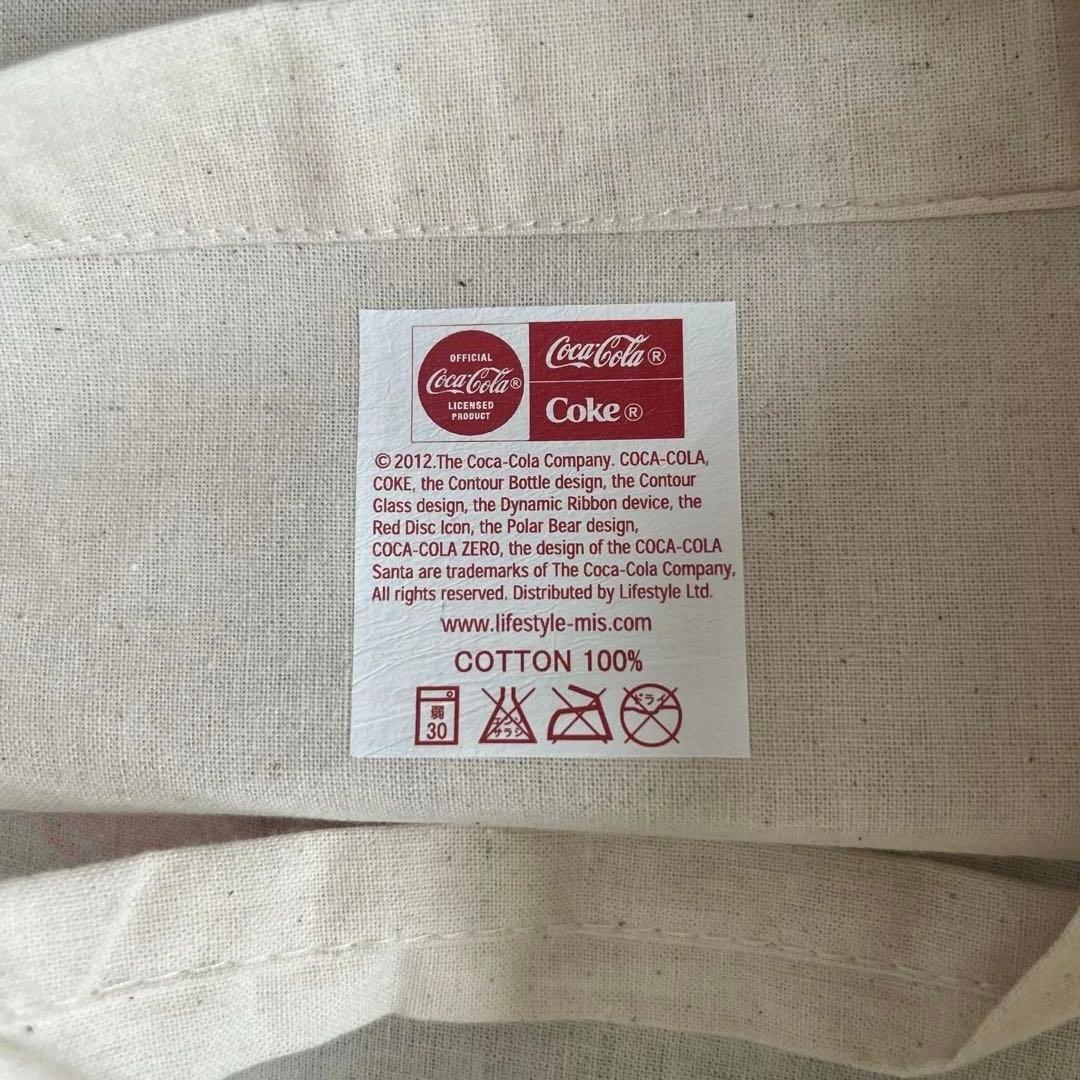 OFFICIAL
Coca-Cola®
LICENSED
PRODUCT
Coca-Cola®
Coke®
© 2012.The Coca-Cola Company. COCA-COLA,
COKE, the Contour Bottle design, the Contour
Glass design, the Dynamic Ribbon device, the
Red Disc Icon, the Polar Bear design,
COCA-COLA ZERO, the design of the COCA-COLA
Santa are trademarks of The Coca-Cola Company,
All rights reserved. Distributed by Lifestyle Ltd.
www.lifestyle-mis.com
COTTON 100%
弱
30
エンソ
サラシ
ドライ